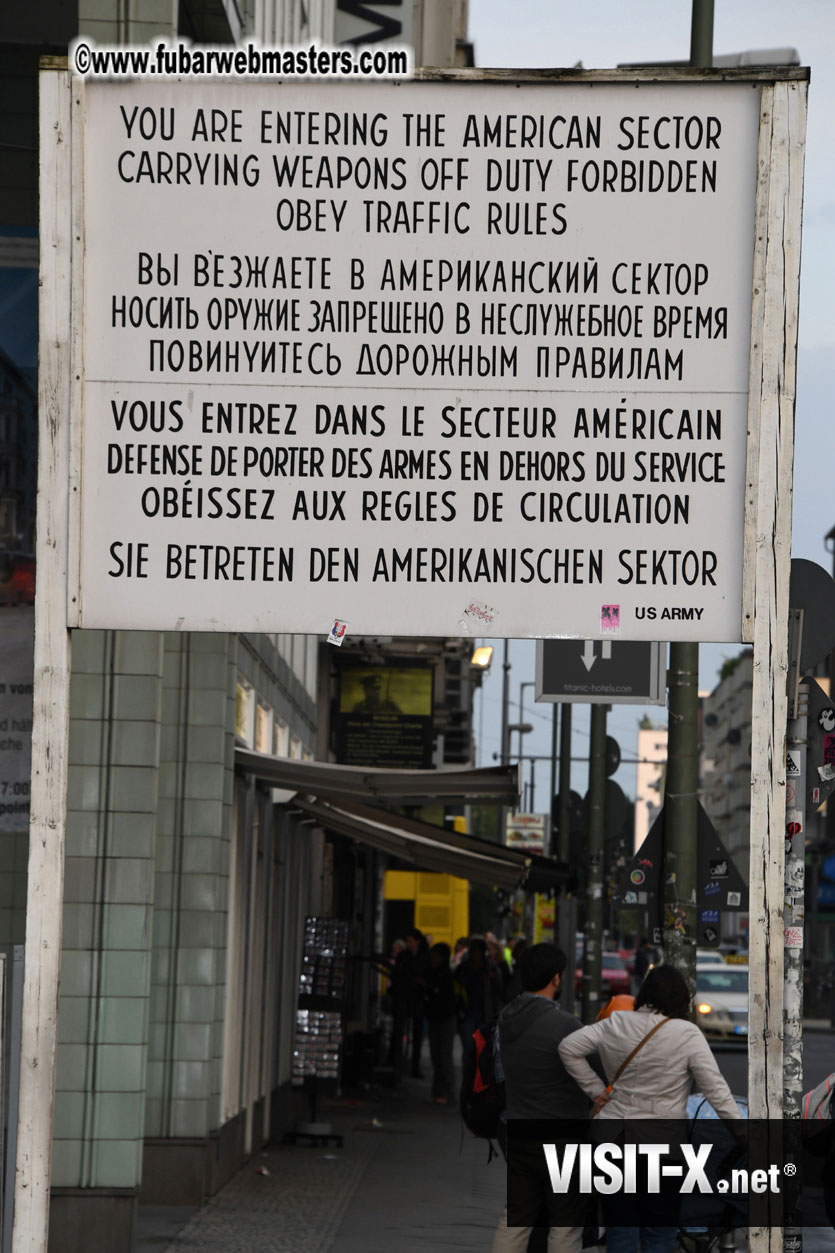 ©www.fubarwebmasters.com
YOU ARE ENTERING THE AMERICAN SECTOR
CARRYING WEAPONS OFF DUTY FORBIDDEN
OBEY TRAFFIC RULES
ВЫ ВЪЕЗЖАЕТЕ В АМЕРИКАНСКИЙ СЕКТОР
НОСИТЬ ОРУЖИЕ ЗАПРЕЩЕНО В НЕСЛУЖЕБНОЕ ВРЕМЯ
ПОВИНУИТЕСЬ ДОРОЖНЫМ ПРАВИЛАМ
VOUS ENTREZ DANS LE SECTEUR AMÉRICAIN
DEFENSE DE PORTER DES ARMES EN DEHORS DU SERVICE
OBÉISSEZ AUX REGLES DE CIRCULATION
SIE BETRETEN DEN AMERIKANISCHEN SEKTOR
US ARMY
titanic-hotels.com
VISIT-X.net®